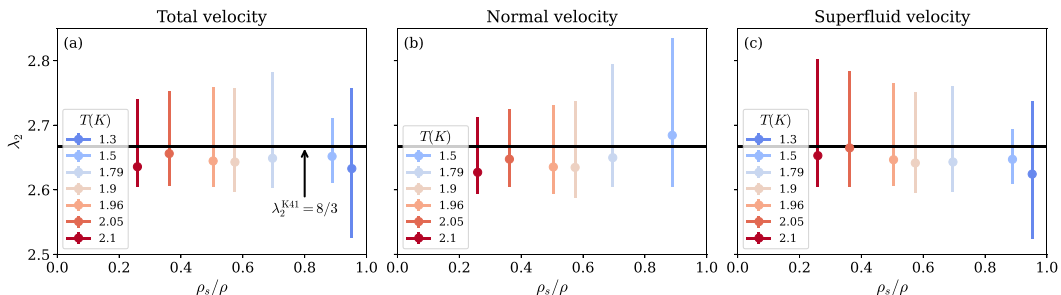 Total velocity
(a)
λ₂
2.8
2.7
2.6
2.5
T(K)
1.3
1.5
1.79
1.9
1.96
2.05
2.1
λ₂ᴷ⁴¹ = 8/3
0.0 0.2 0.4 0.6 0.8 1.0
ρₛ/ρ
Normal velocity
(b)
T(K)
1.5
1.79
1.9
1.96
2.05
2.1
0.0 0.2 0.4 0.6 0.8 1.0
ρₛ/ρ
Superfluid velocity
(c)
T(K)
1.3
1.5
1.79
1.9
1.96
2.05
2.1
0.0 0.2 0.4 0.6 0.8 1.0
ρₛ/ρ